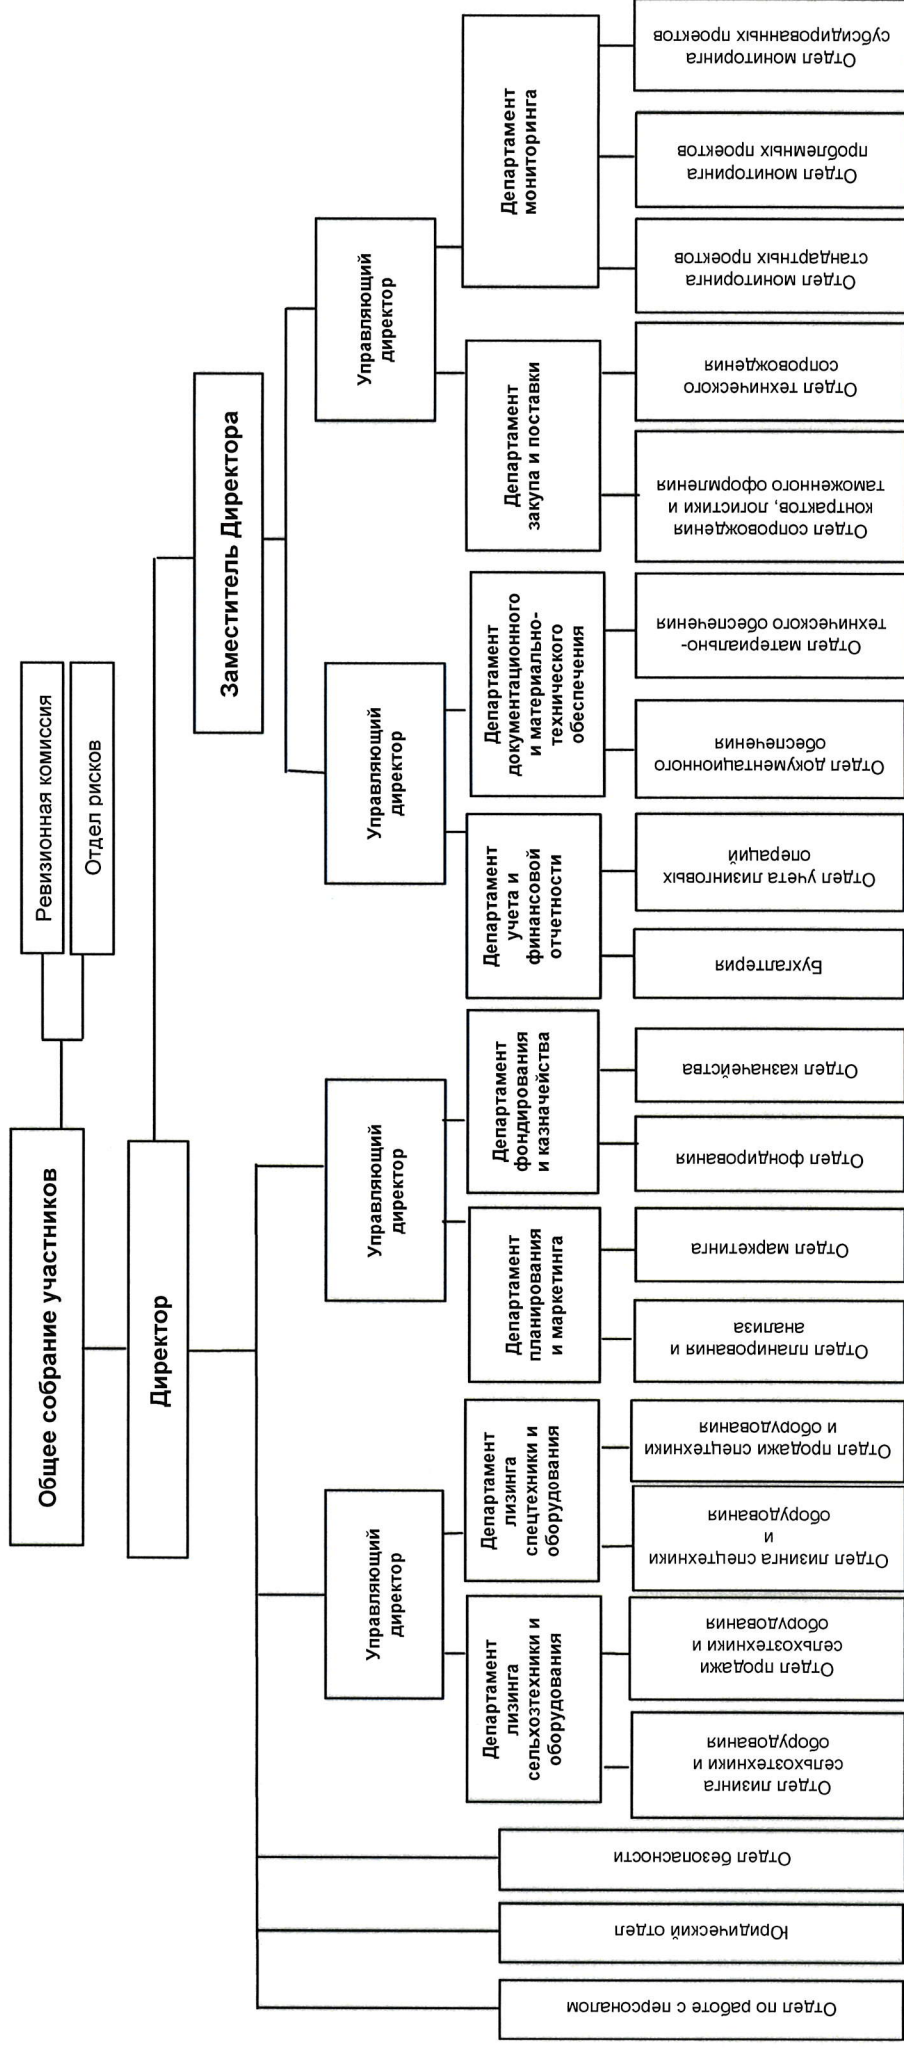 Общее собрание участников
Ревизионная комиссия
Отдел рисков
Директор
Заместитель Директора
Управляющий
директор
Управляющий
директор
Управляющий
директор
Управляющий
директор
Департамент
лизинга
сельхозтехники и
оборудования
Департамент
лизинга
спецтехники и
оборудования
Департамент
планирования
и маркетинга
Департамент
фондирования
и казначейства
Департамент
учета и
финансовой
отчетности
Департамент
документационного
и материально-
технического
обеспечения
Департамент
закупа и поставки
Департамент
мониторинга
Отдел по работе с персоналом
Юридический отдел
Отдел безопасности
Отдел лизинга
сельхозтехники и
оборудования
Отдел продажи
сельхозтехники и
оборудования
Отдел лизинга спецтехники
и
оборудования
Отдел продажи спецтехники
и оборудования
Отдел планирования и
анализа
Отдел маркетинга
Отдел фондирования
Отдел казначейства
Бухгалтерия
Отдел учета лизинговых
операций
Отдел документационного
обеспечения
Отдел материально-
технического обеспечения
Отдел сопровождения
контрактов, логистики и
таможенного оформления
Отдел технического
сопровождения
Отдел мониторинга
стандартных проектов
Отдел мониторинга
проблемных проектов
Отдел мониторинга
субсидированных проектов